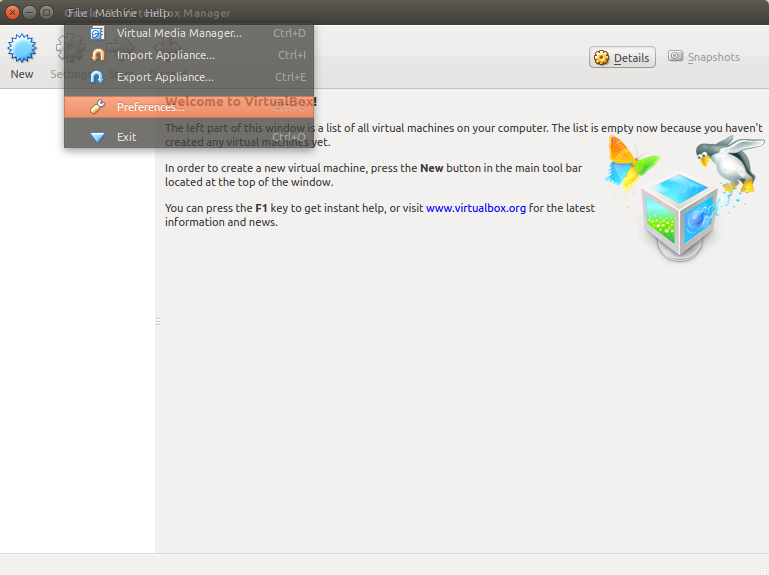 Oracle VM VirtualBox Manager
File Machine Help
Virtual Media Manager... Ctrl+D
Import Appliance... Ctrl+I
Export Appliance... Ctrl+E
Preferences...
Exit Ctrl+Q
New
Settings
Details
Snapshots
Welcome to VirtualBox!
The left part of this window is a list of all virtual machines on your computer. The list is empty now because you haven't
created any virtual machines yet.
In order to create a new virtual machine, press the New button in the main tool bar
located at the top of the window.
You can press the F1 key to get instant help, or visit www.virtualbox.org for the latest
information and news.